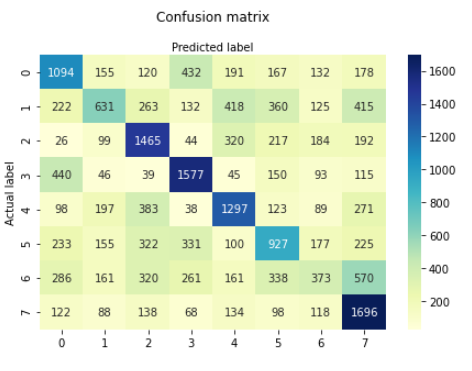 Confusion matrix
Predicted label
0 1094 155 120 432 191 167 132 178
1 222 631 263 132 418 360 125 415
2 26 99 1465 44 320 217 184 192
3 440 46 39 1577 45 150 93 115
4 98 197 383 38 1297 123 89 271
5 233 155 322 331 100 927 177 225
6 286 161 320 261 161 338 373 570
7 122 88 138 68 134 98 118 1696
0 1 2 3 4 5 6 7
Actual label
1600
1400
1200
1000
800
600
400
200